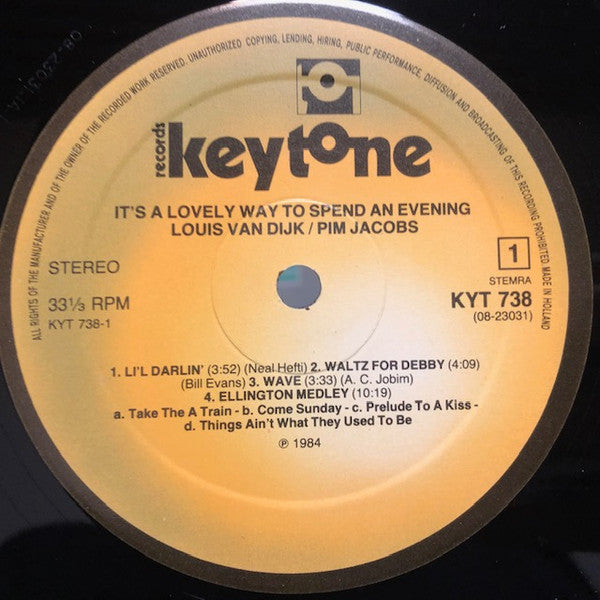 ALL RIGHTS OF THE MANUFACTURER AND OF THE OWNER OF THE RECORDED WORK RESERVED. UNAUTHORIZED COPYING, LENDING, HIRING, PUBLIC PERFORMANCE, DIFFUSION AND BROADCASTING OF THIS RECORDING PROHIBITED. MADE IN HOLLAND
records
keytone
IT'S A LOVELY WAY TO SPEND AN EVENING
LOUIS VAN DIJK / PIM JACOBS
STEREO
1
STEMRA
33⅓ RPM
KYT 738
KYT 738-1
(08-23031)
1. LI'L DARLIN' (3:52) (Neal Hefti) 2. WALTZ FOR DEBBY (4:09)
(Bill Evans) 3. WAVE (3:33) (A. C. Jobim)
4. ELLINGTON MEDLEY (10:19)
a. Take The A Train - b. Come Sunday - c. Prelude To A Kiss -
d. Things Ain't What They Used To Be
℗ 1984